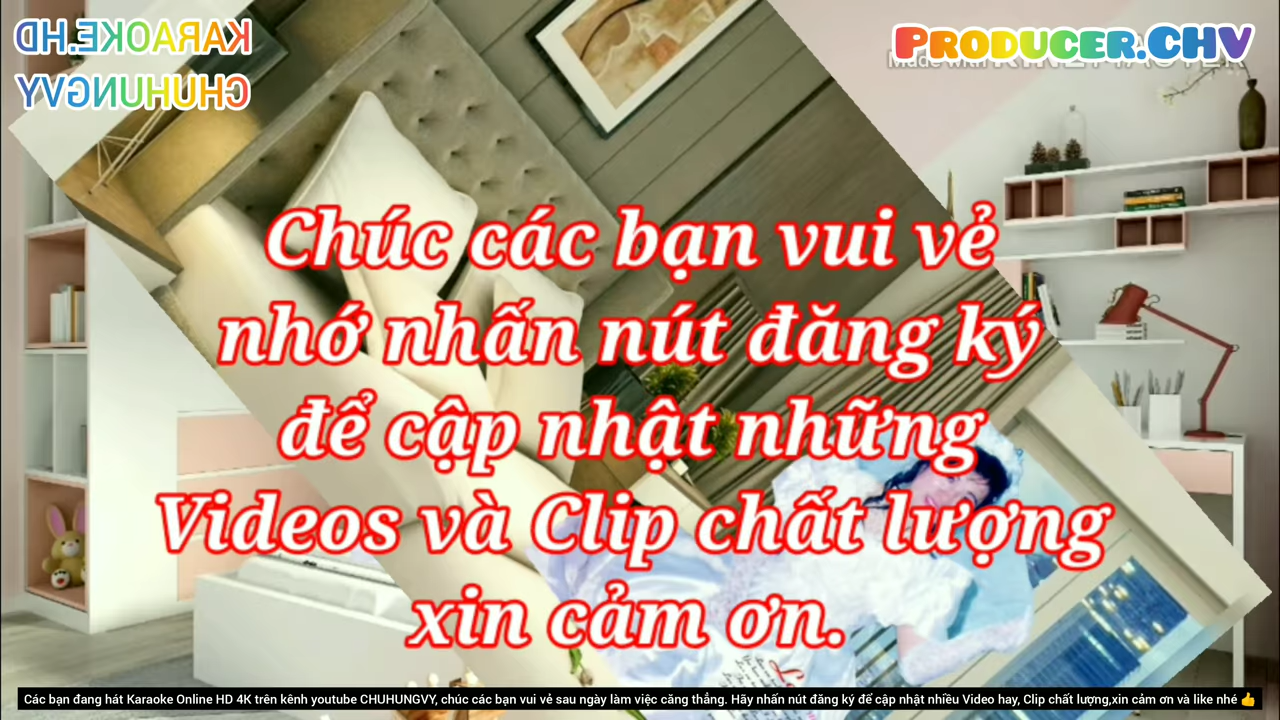 KARAOKE.HD
CHUHUNGVY
PRODUCER.CHV
Made with KINEMASTER
Chúc các bạn vui vẻ
nhớ nhấn nút đăng ký
để cập nhật những
Videos và Clip chất lượng
xin cảm ơn.
Các bạn đang hát Karaoke Online HD 4K trên kênh youtube CHUHUNGVY, chúc các bạn vui vẻ sau ngày làm việc căng thẳng. Hãy nhấn nút đăng ký để cập nhật nhiều Video hay, Clip chất lượng,xin cảm ơn và like nhé 👍